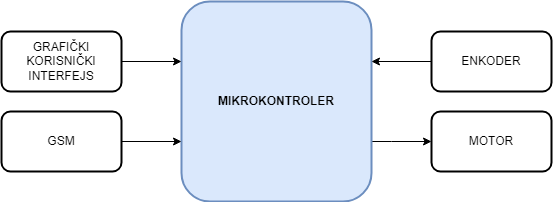 GRAFIČKI
KORISNIČKI
INTERFEJS
GSM
MIKROKONTROLER
ENKODER
MOTOR